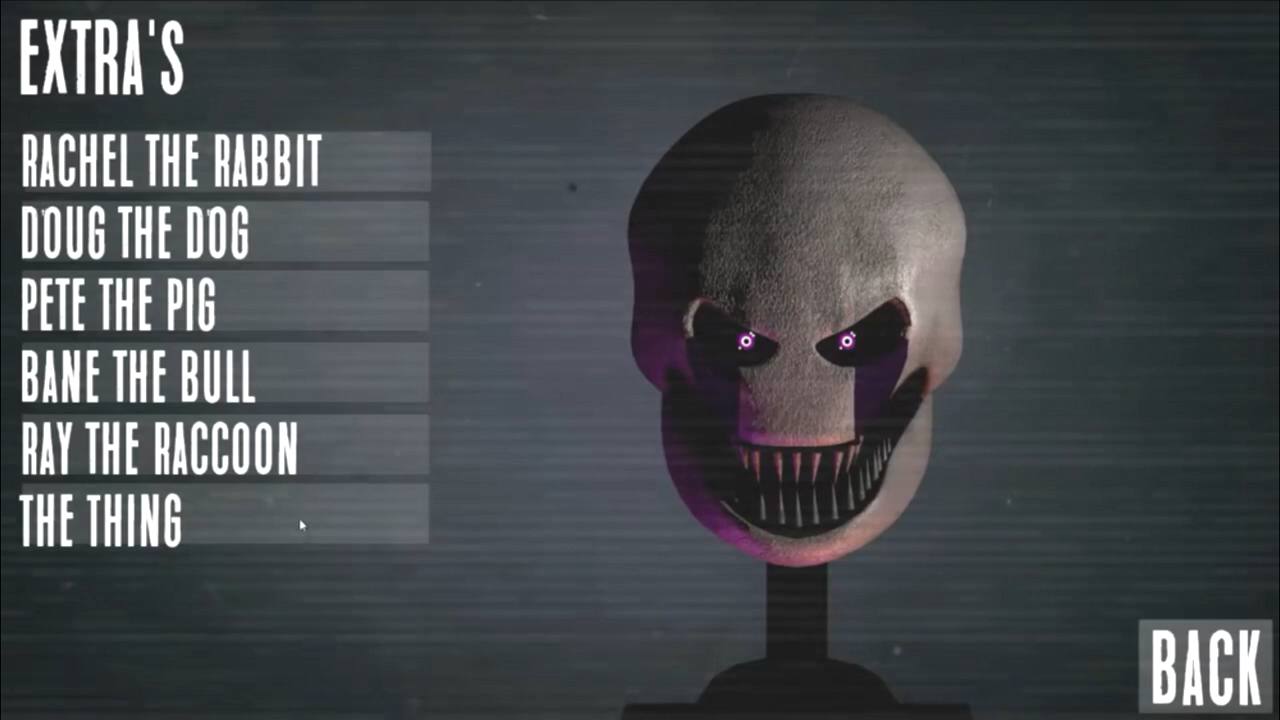 EXTRA'S
RACHEL THE RABBIT
DOUG THE DOG
PETE THE PIG
BANE THE BULL
RAY THE RACCOON
THE THING
BACK